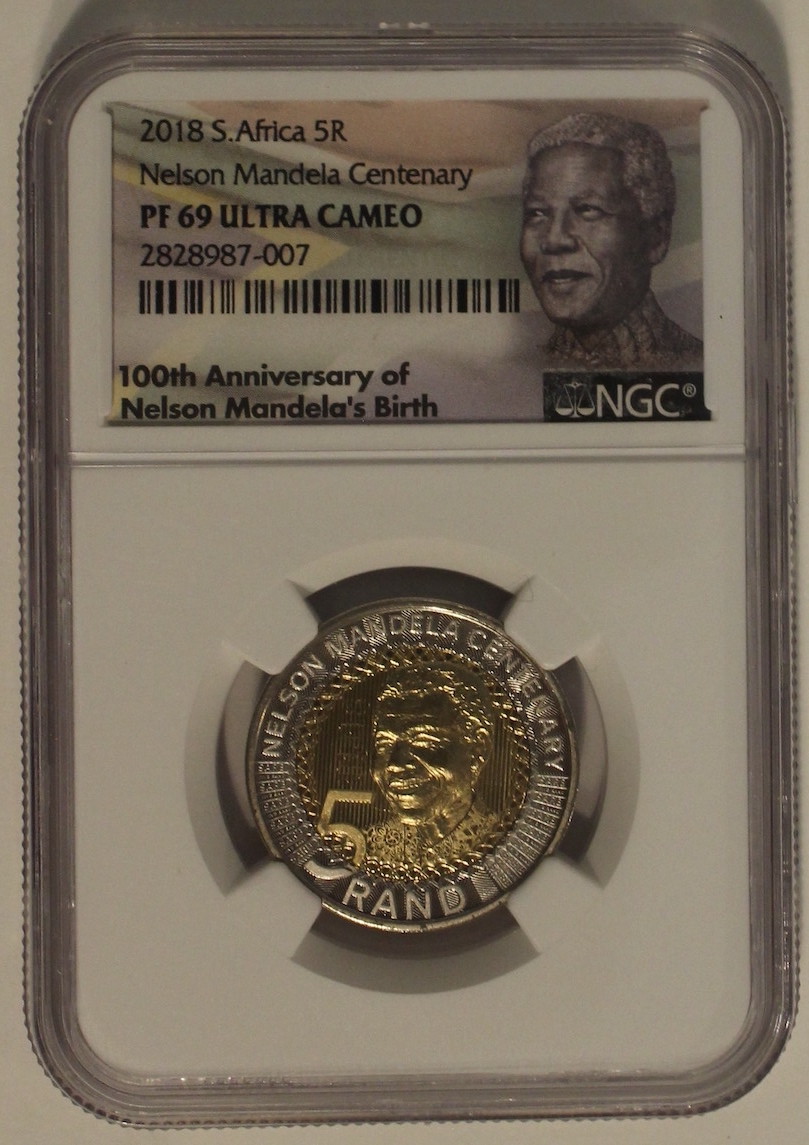 2018 S.Africa 5R
Nelson Mandela Centenary
PF 69 ULTRA CAMEO
2828987-007
100th Anniversary of
Nelson Mandela's Birth
NGC®
NELSON MANDELA CENTENARY
5
RAND